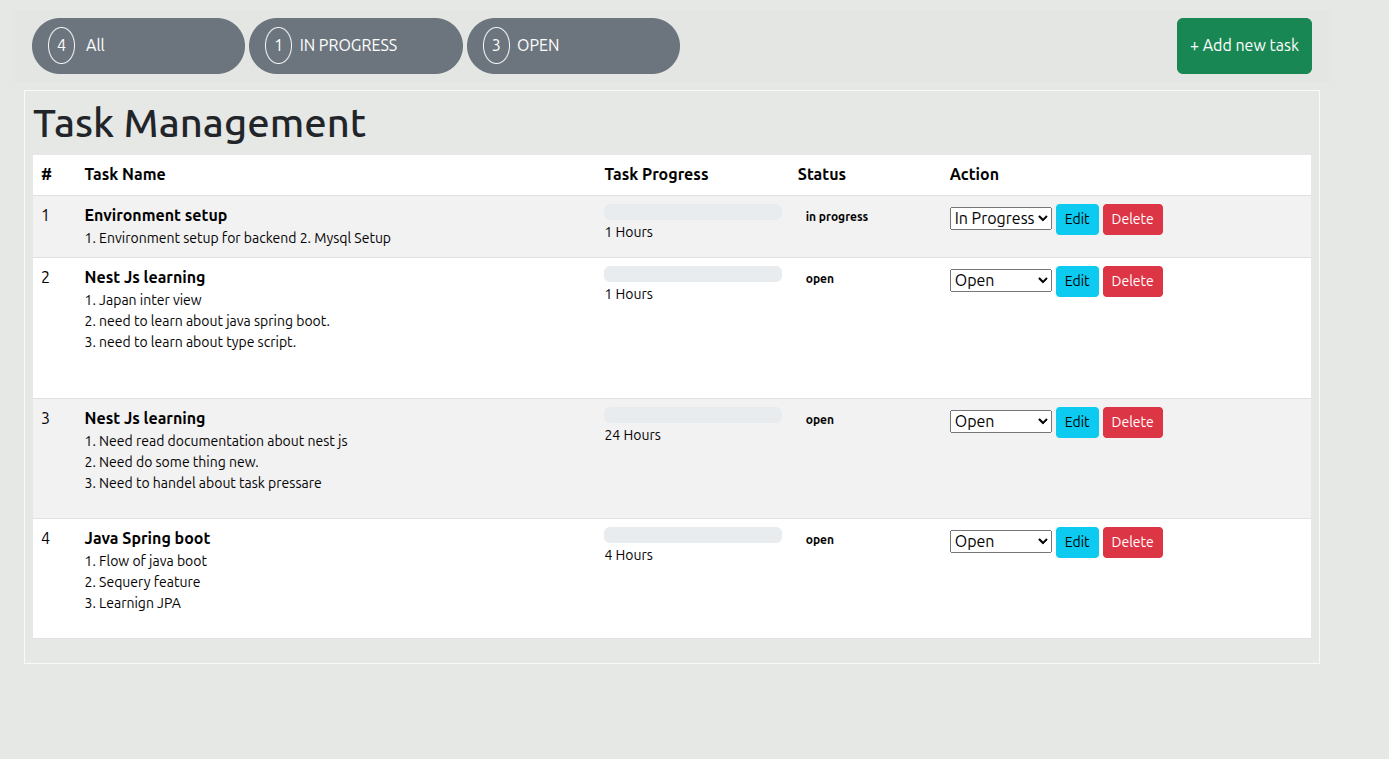 4 All 1 IN PROGRESS 3 OPEN + Add new task
Task Management
# Task Name Task Progress Status Action
1 Environment setup in progress In Progress Edit Delete
1. Environment setup for backend 2. Mysql Setup 1 Hours
2 Nest Js learning open Open Edit Delete
1. Japan inter view 1 Hours
2. need to learn about java spring boot.
3. need to learn about type script.
3 Nest Js learning open Open Edit Delete
1. Need read documentation about nest js 24 Hours
2. Need do some thing new.
3. Need to handel about task pressare
4 Java Spring boot open Open Edit Delete
1. Flow of java boot 4 Hours
2. Sequery feature
3. Learnign JPA